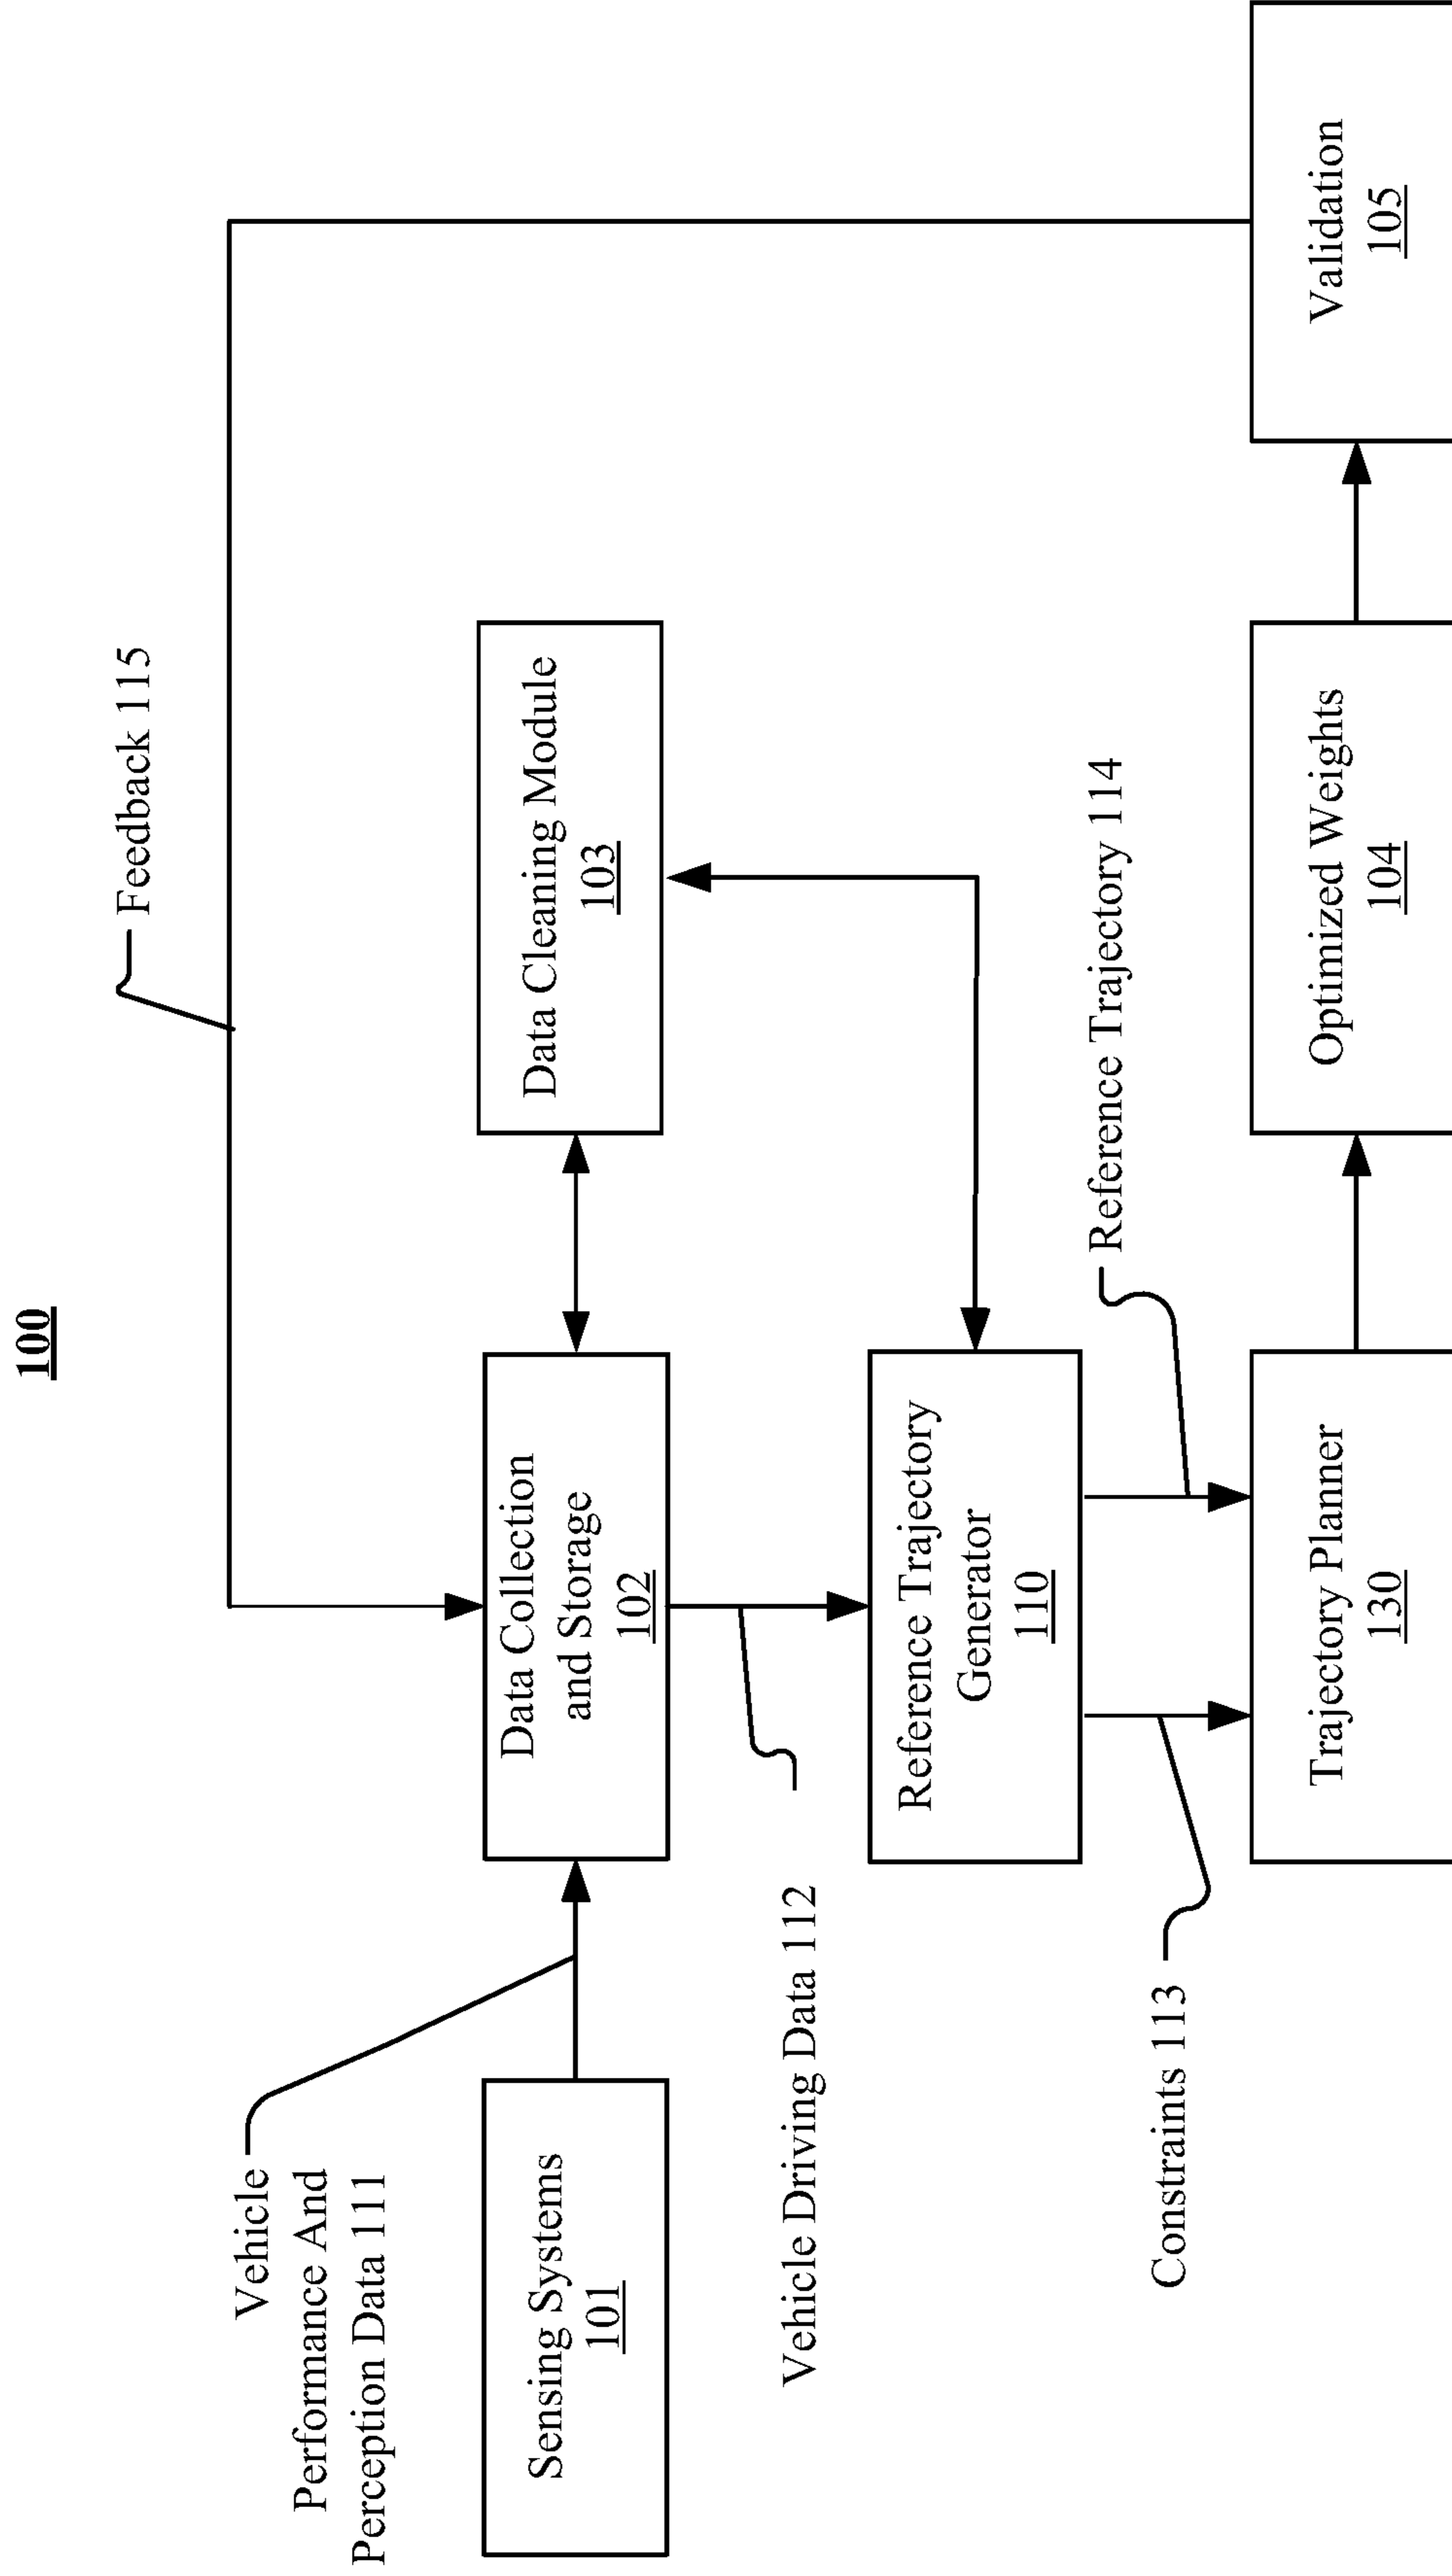 100
Feedback 115
Vehicle
Performance And
Perception Data 111
Sensing Systems
101
Data Collection
and Storage
102
Data Cleaning Module
103
Vehicle Driving Data 112
Reference Trajectory
Generator
110
Constraints 113
Reference Trajectory 114
Trajectory Planner
130
Optimized Weights
104
Validation
105